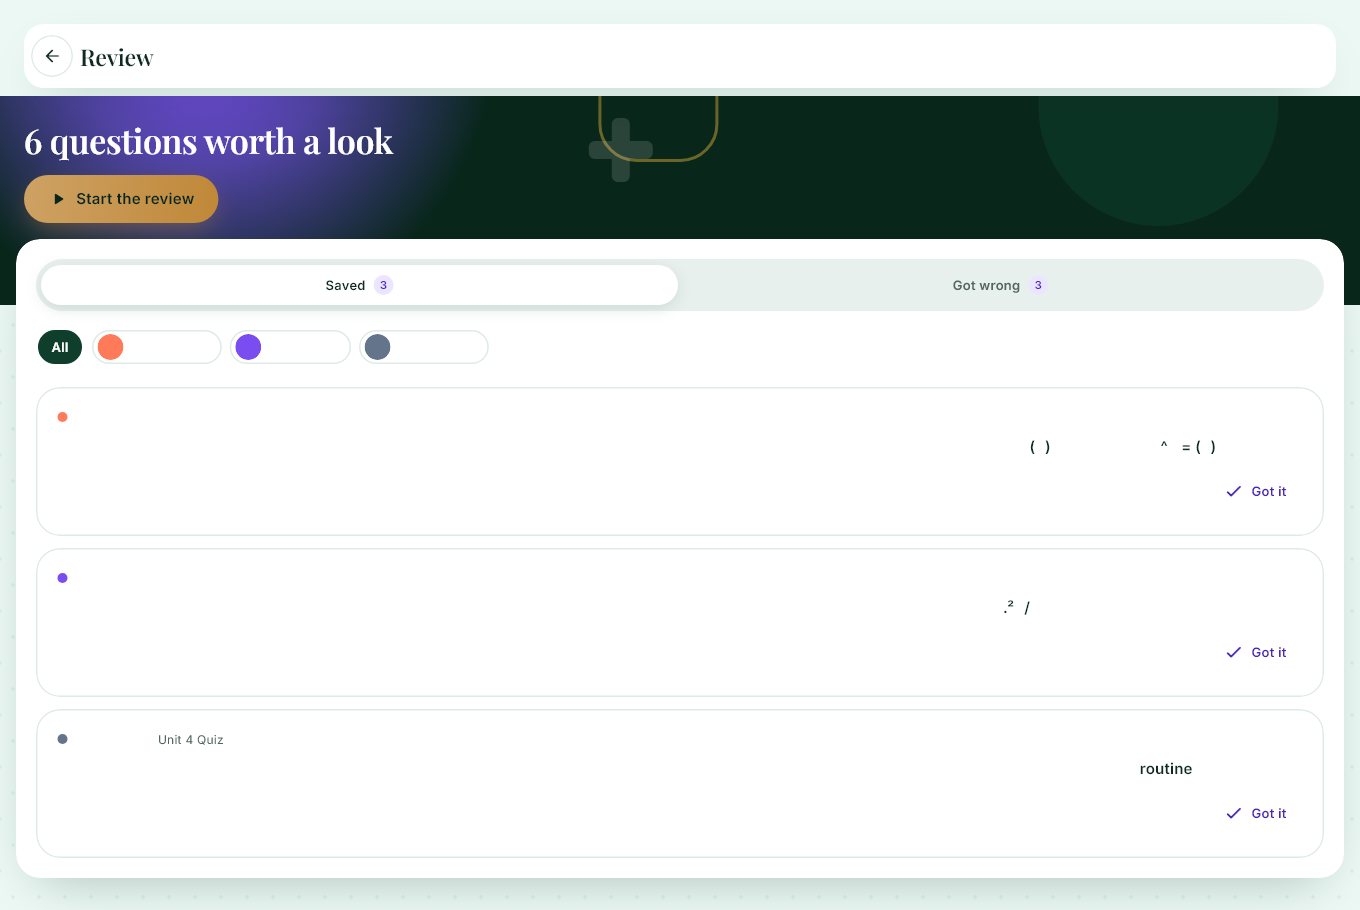 Review
6 questions worth a look
Start the review
Saved 3
Got wrong 3
All
( ) ^ = ( )
Got it
.² /
Got it
Unit 4 Quiz
routine
Got it